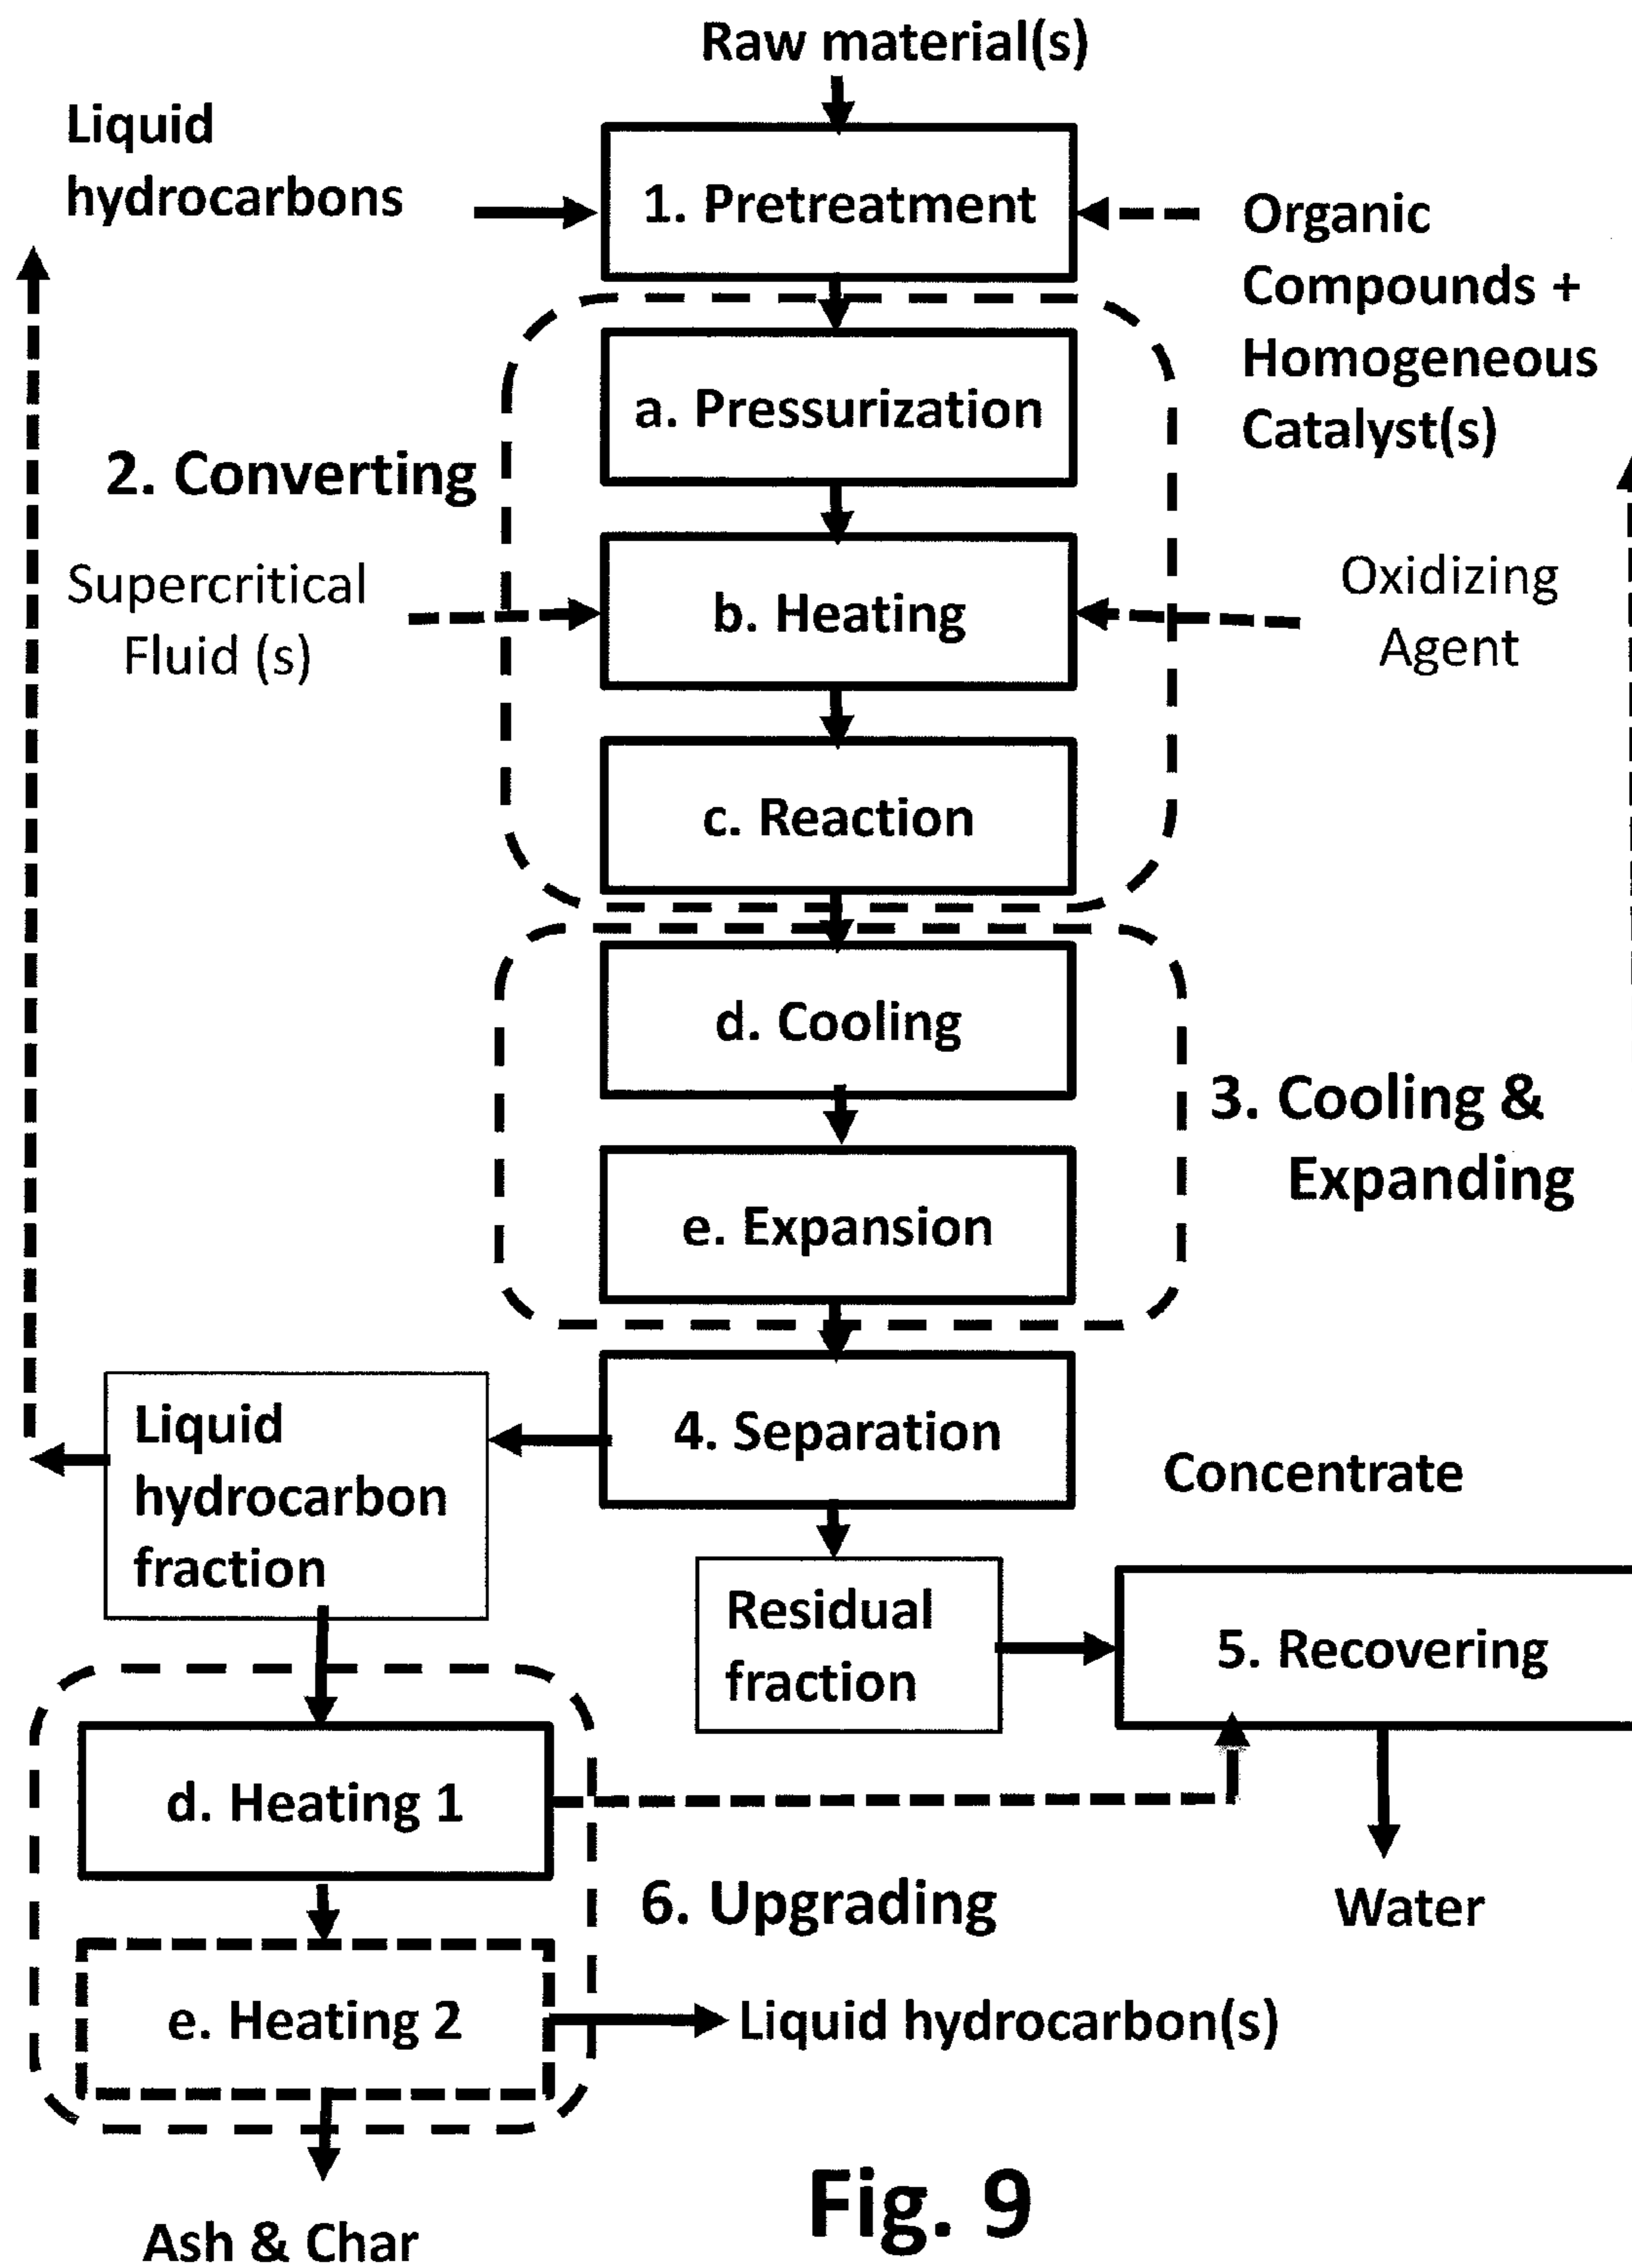 Raw material(s)
Liquid
hydrocarbons
1. Pretreatment
Organic
Compounds +
Homogeneous
Catalyst(s)
a. Pressurization
2. Converting
Supercritical
Fluid (s)
b. Heating
Oxidizing
Agent
c. Reaction
d. Cooling
3. Cooling &
Expanding
e. Expansion
Liquid
hydrocarbon
fraction
4. Separation
Concentrate
Residual
fraction
5. Recovering
d. Heating 1
6. Upgrading
Water
e. Heating 2
Liquid hydrocarbon(s)
Ash & Char
Fig. 9